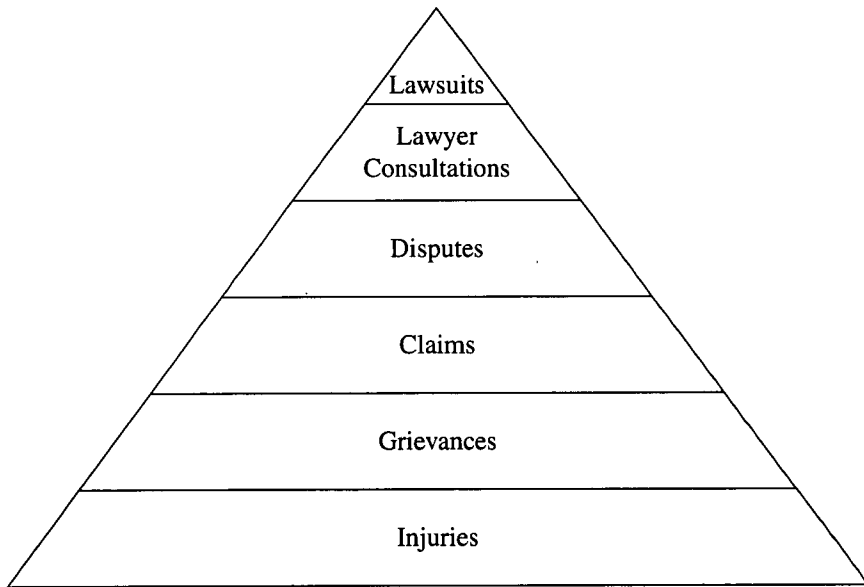 Lawsuits
Lawyer
Consultations
Disputes
Claims
Grievances
Injuries